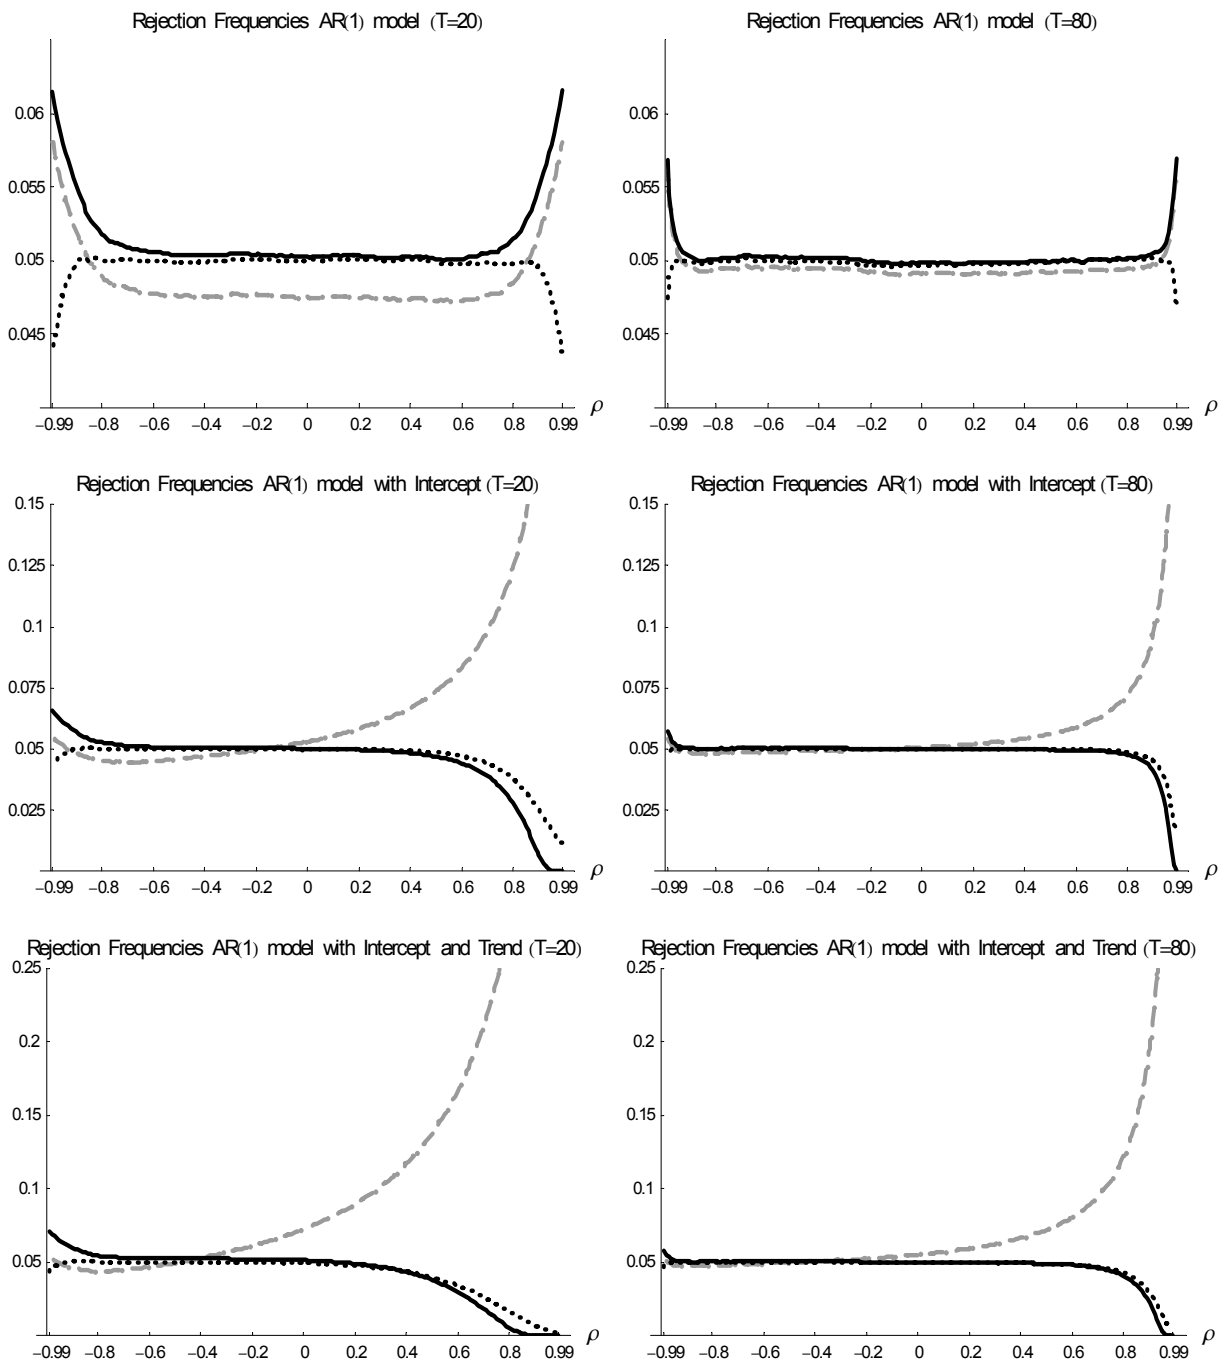 Rejection Frequencies AR(1) model (T=20)
0.06
0.055
0.05
0.045
−0.99 −0.8 −0.6 −0.4 −0.2 0 0.2 0.4 0.6 0.8 0.99 ρ
Rejection Frequencies AR(1) model (T=80)
0.06
0.055
0.05
0.045
−0.99 −0.8 −0.6 −0.4 −0.2 0 0.2 0.4 0.6 0.8 0.99 ρ
Rejection Frequencies AR(1) model with Intercept (T=20)
0.15
0.125
0.1
0.075
0.05
0.025
−0.99 −0.8 −0.6 −0.4 −0.2 0 0.2 0.4 0.6 0.8 0.99 ρ
Rejection Frequencies AR(1) model with Intercept (T=80)
0.15
0.125
0.1
0.075
0.05
0.025
−0.99 −0.8 −0.6 −0.4 −0.2 0 0.2 0.4 0.6 0.8 0.99 ρ
Rejection Frequencies AR(1) model with Intercept and Trend (T=20)
0.25
0.2
0.15
0.1
0.05
−0.99 −0.8 −0.6 −0.4 −0.2 0 0.2 0.4 0.6 0.8 0.99 ρ
Rejection Frequencies AR(1) model with Intercept and Trend (T=80)
0.25
0.2
0.15
0.1
0.05
−0.99 −0.8 −0.6 −0.4 −0.2 0 0.2 0.4 0.6 0.8 0.99 ρ